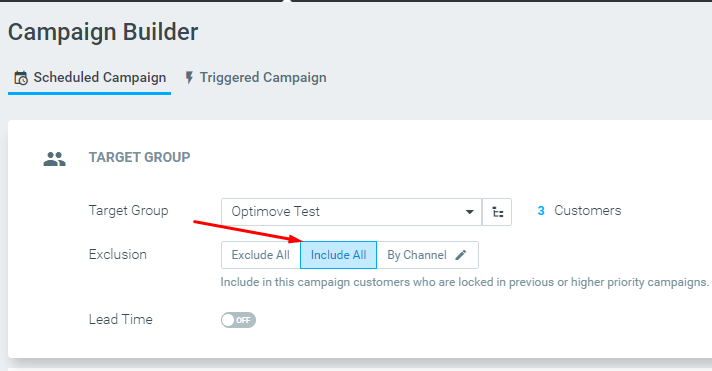 Campaign Builder
Scheduled Campaign Triggered Campaign
TARGET GROUP
Target Group Optimove Test 3 Customers
Exclusion Exclude All Include All By Channel
Include in this campaign customers who are locked in previous or higher priority campaigns.
Lead Time OFF